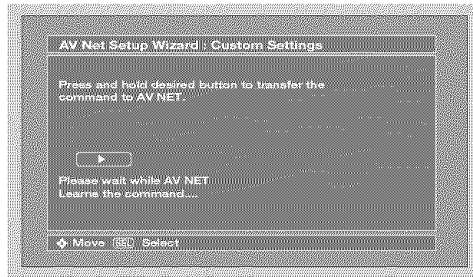 AV Net Setup Wizard : Custom Settings
Press and hold desired button to transfer the
command to AV NET.
Please wait while AV NET
Learns the command....
Move SEL Select